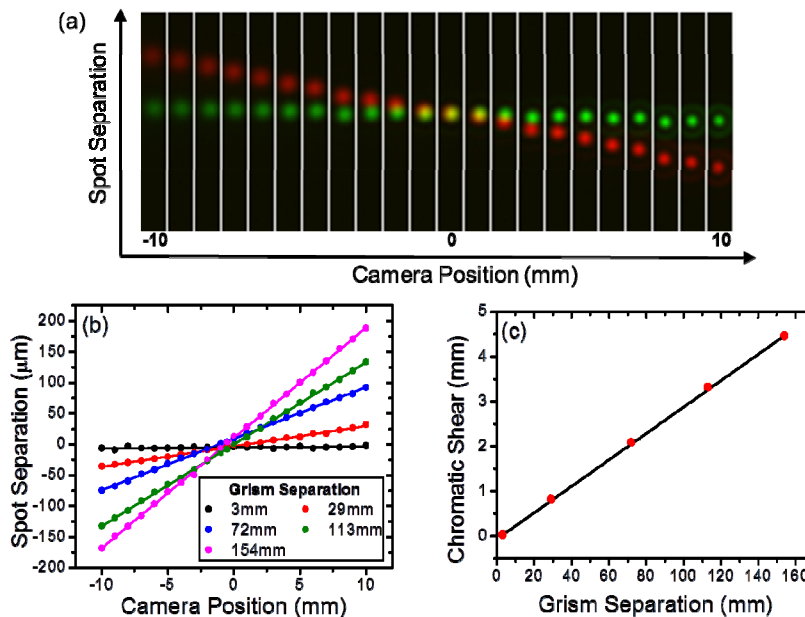 (a)
Spot Separation
-10
0
10
Camera Position (mm)
(b)
Spot Separation (μm)
200
150
100
50
0
-50
-100
-150
-200
-10
-5
0
5
10
Camera Position (mm)
Grism Separation
3mm 29mm
72mm 113mm
154mm
(c)
Chromatic Shear (mm)
5
4
3
2
1
0
0 20 40 60 80 100 120 140 160
Grism Separation (mm)